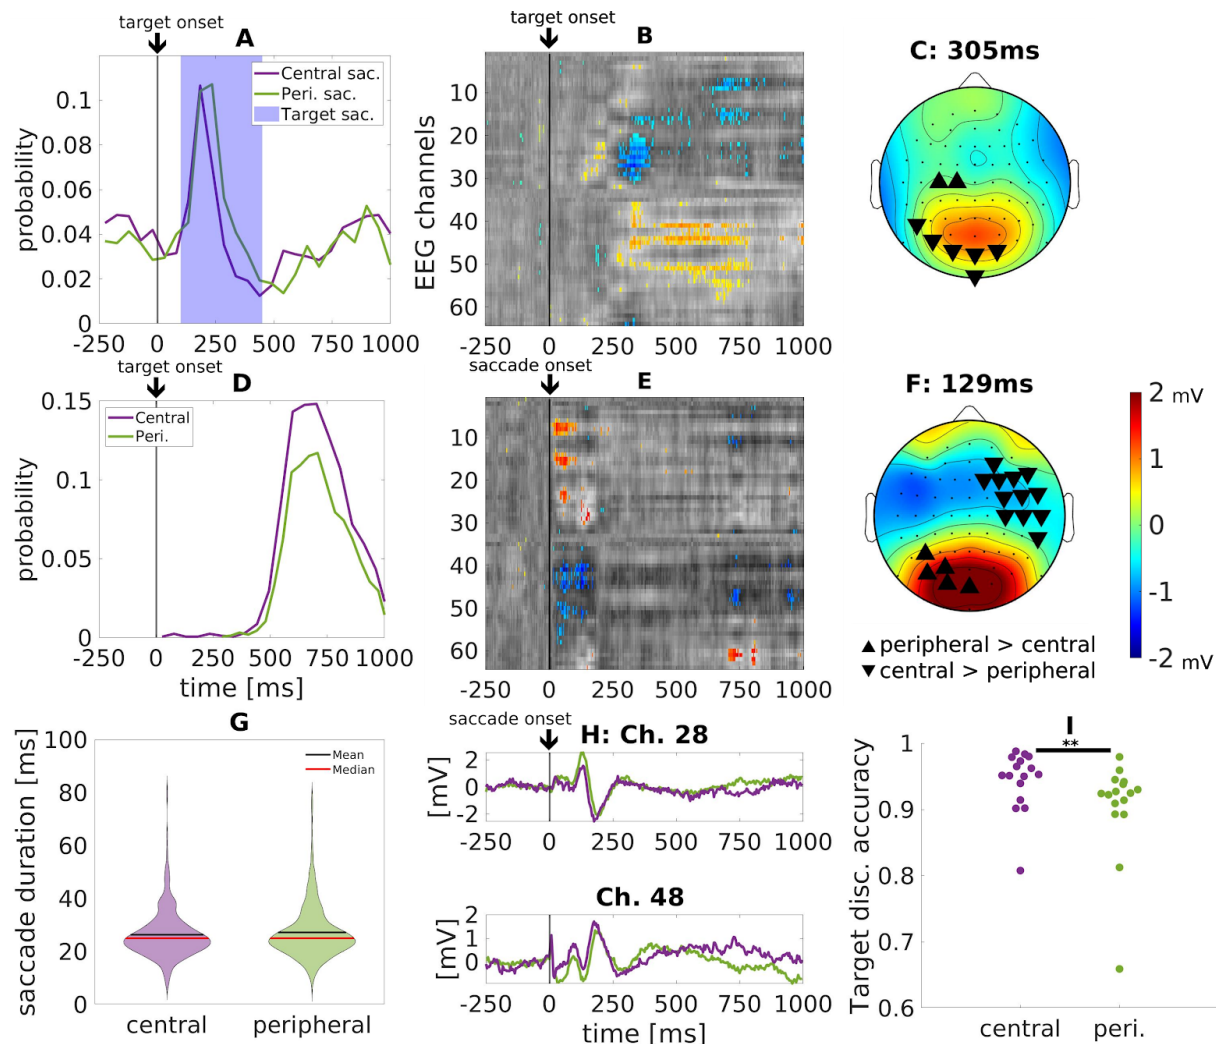 target onset
A
Central sac.
Peri. sac.
Target sac.
probability
0.1
0.08
0.06
0.04
0.02
0
-250 0 250 500 750 1000
target onset
B
EEG channels
10
20
30
40
50
60
-250 0 250 500 750 1000
C: 305ms
target onset
D
Central
Peri.
probability
0.15
0.1
0.05
0
-250 0 250 500 750 1000
time [ms]
saccade onset
E
10
20
30
40
50
60
-250 0 250 500 750 1000
F: 129ms
2 mV
1
0
-1
-2 mV
▲ peripheral > central
▼ central > peripheral
G
saccade duration [ms]
100
80
60
40
20
0
Mean
Median
central peripheral
saccade onset
H: Ch. 28
[mV]
2
0
-2
-250 0 250 500 750 1000
Ch. 48
[mV]
2
1
0
-250 0 250 500 750 1000
time [ms]
I
**
Target disc. accuracy
1
0.9
0.8
0.7
0.6
central peri.